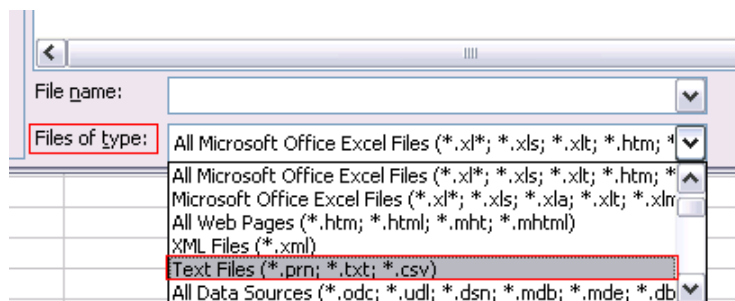 File name:
Files of type:
All Microsoft Office Excel Files (*.xl*; *.xls; *.xlt; *.htm; *
All Microsoft Office Excel Files (*.xl*; *.xls; *.xlt; *.htm; *
Microsoft Office Excel Files (*.xl*; *.xls; *.xla; *.xlt; *.xlm
All Web Pages (*.htm; *.html; *.mht; *.mhtml)
XML Files (*.xml)
Text Files (*.prn; *.txt; *.csv)
All Data Sources (*.odc; *.udl; *.dsn; *.mdb; *.mde; *.db